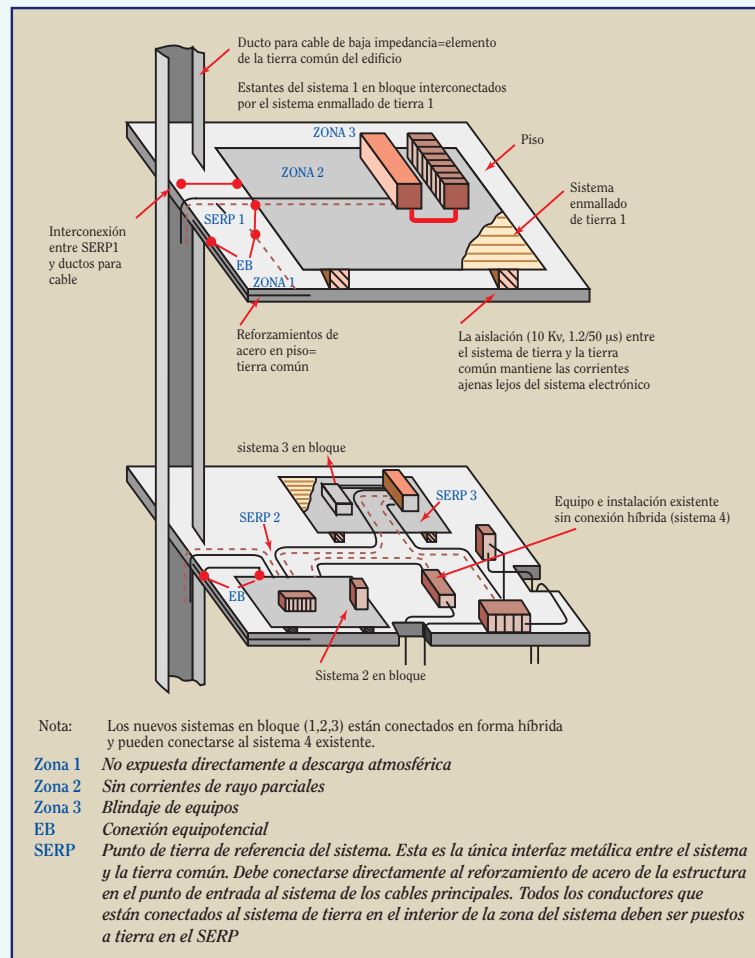 Ducto para cable de baja impedancia=elemento
de la tierra común del edificio
Estantes del sistema 1 en bloque interconectados
por el sistema enmallado de tierra 1
ZONA 3
Piso
ZONA 2
Sistema
enmallado
de tierra 1
SERP 1
Interconexión
entre SERP1
y ductos para
cable
EB
ZONA 1
Reforzamientos de
acero en piso=
tierra común
La aislación (10 Kv, 1.2/50 µs) entre
el sistema de tierra y la tierra
común mantiene las corrientes
ajenas lejos del sistema electrónico
sistema 3 en bloque
SERP 3
Equipo e instalación existente
sin conexión híbrida (sistema 4)
SERP 2
EB
Sistema 2 en bloque
Nota: Los nuevos sistemas en bloque (1,2,3) están conectados en forma híbrida
y pueden conectarse al sistema 4 existente.
Zona 1 No expuesta directamente a descarga atmosférica
Zona 2 Sin corrientes de rayo parciales
Zona 3 Blindaje de equipos
EB Conexión equipotencial
SERP Punto de tierra de referencia del sistema. Esta es la única interfaz metálica entre el sistema
y la tierra común. Debe conectarse directamente al reforzamiento de acero de la estructura
en el punto de entrada al sistema de los cables principales. Todos los conductores que
están conectados al sistema de tierra en el interior de la zona del sistema deben ser puestos
a tierra en el SERP